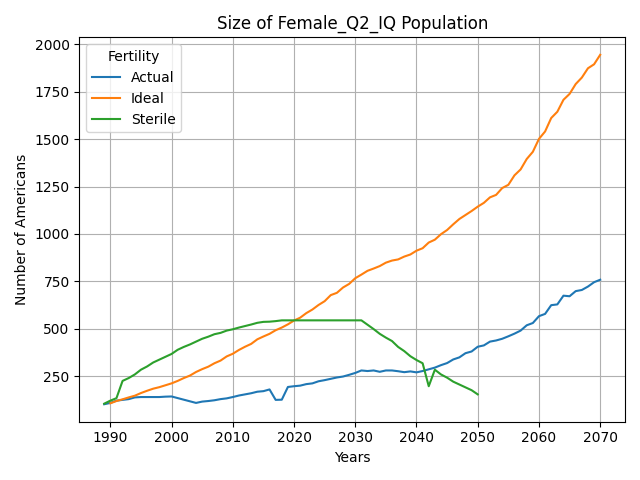 Size of Female_Q2_IQ Population
Fertility
Actual
Ideal
Sterile
Number of Americans
2000
1750
1500
1250
1000
750
500
250
1990 2000 2010 2020 2030 2040 2050 2060 2070
Years